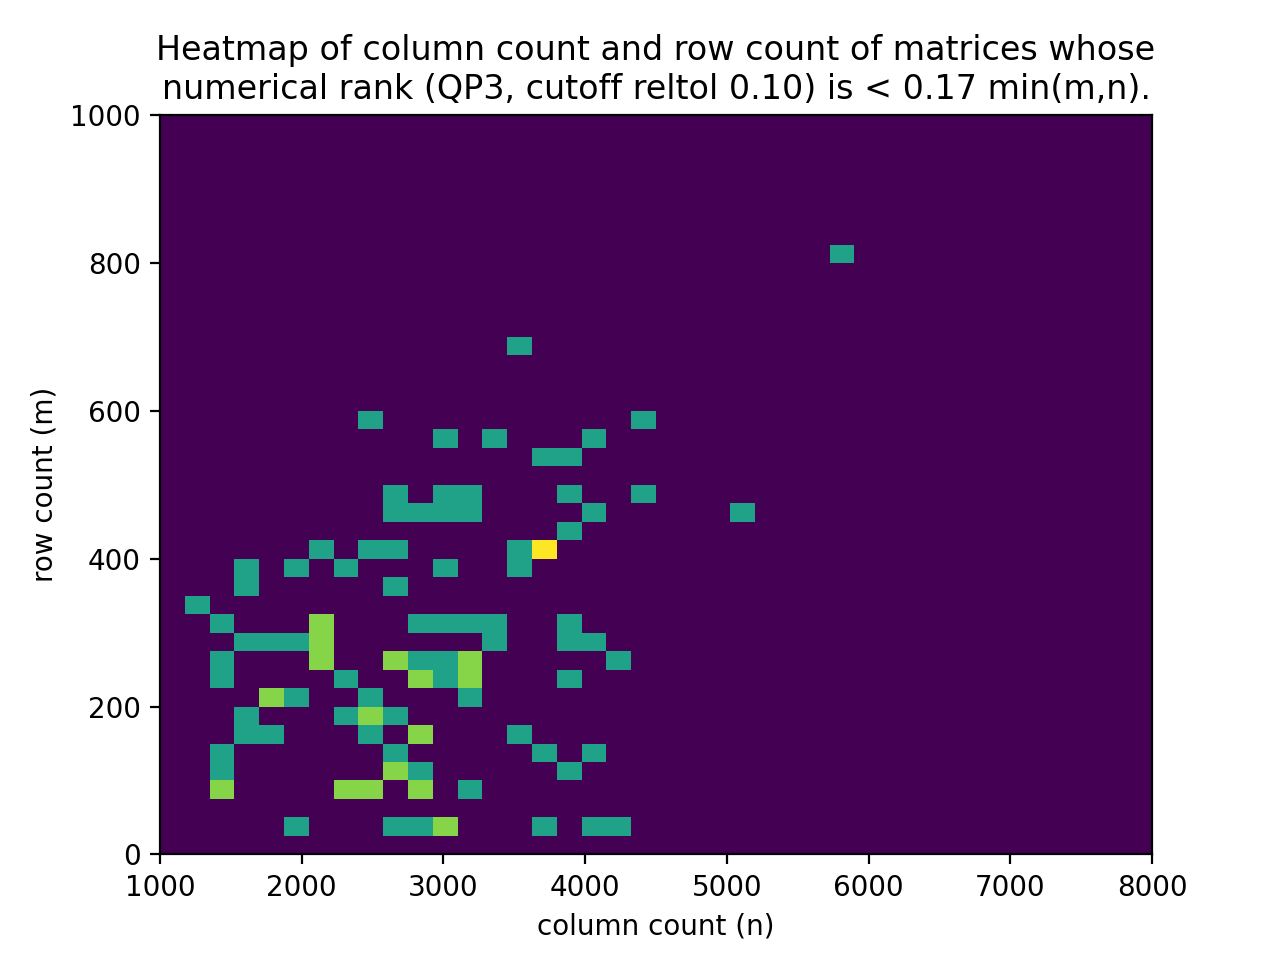 Heatmap of column count and row count of matrices whose
numerical rank (QP3, cutoff reltol 0.10) is < 0.17 min(m,n).
1000
800
600
400
200
0
row count (m)
1000 2000 3000 4000 5000 6000 7000 8000
column count (n)